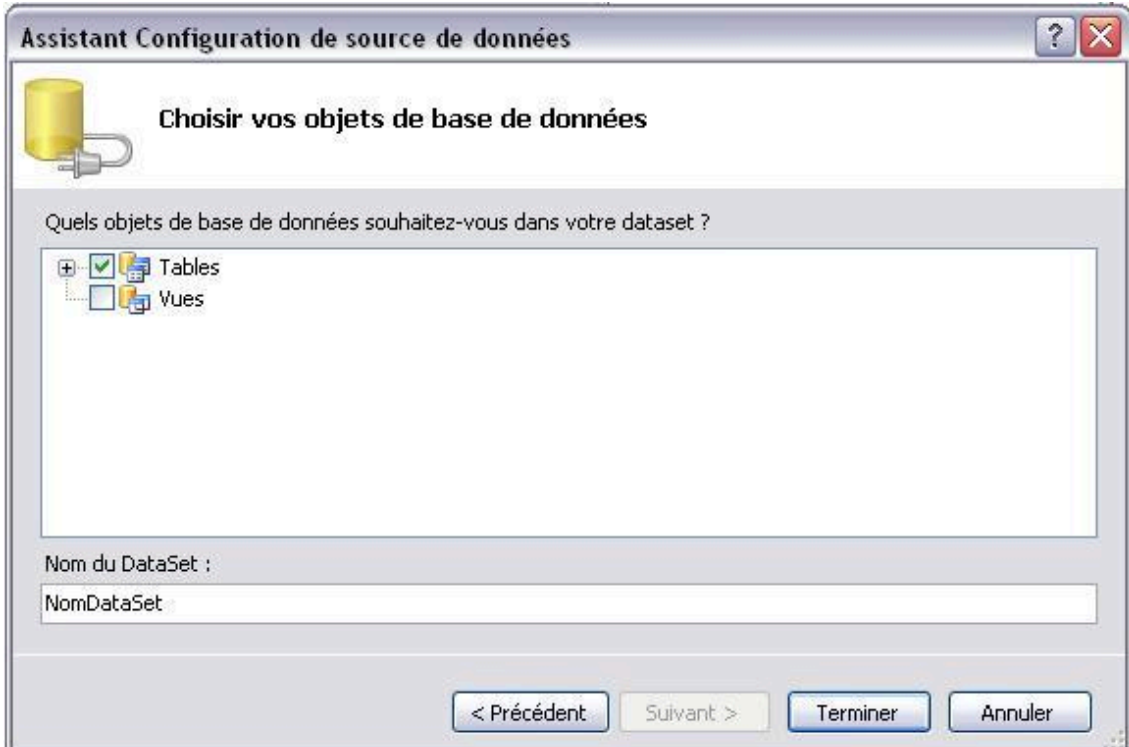 Assistant Configuration de source de données
Choisir vos objets de base de données
Quels objets de base de données souhaitez-vous dans votre dataset ?
Tables
Vues
Nom du DataSet :
NomDataSet
< Précédent
Suivant >
Terminer
Annuler